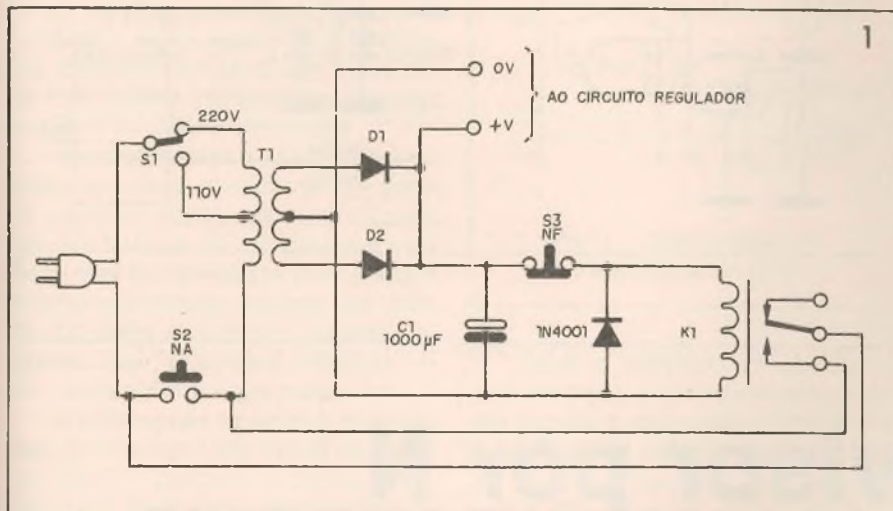 1
0V
AO CIRCUITO REGULADOR
+V
220V
S1
110V
T1
D1
D2
S3
NF
S2
NA
C1
1000µF
1N4001
K1